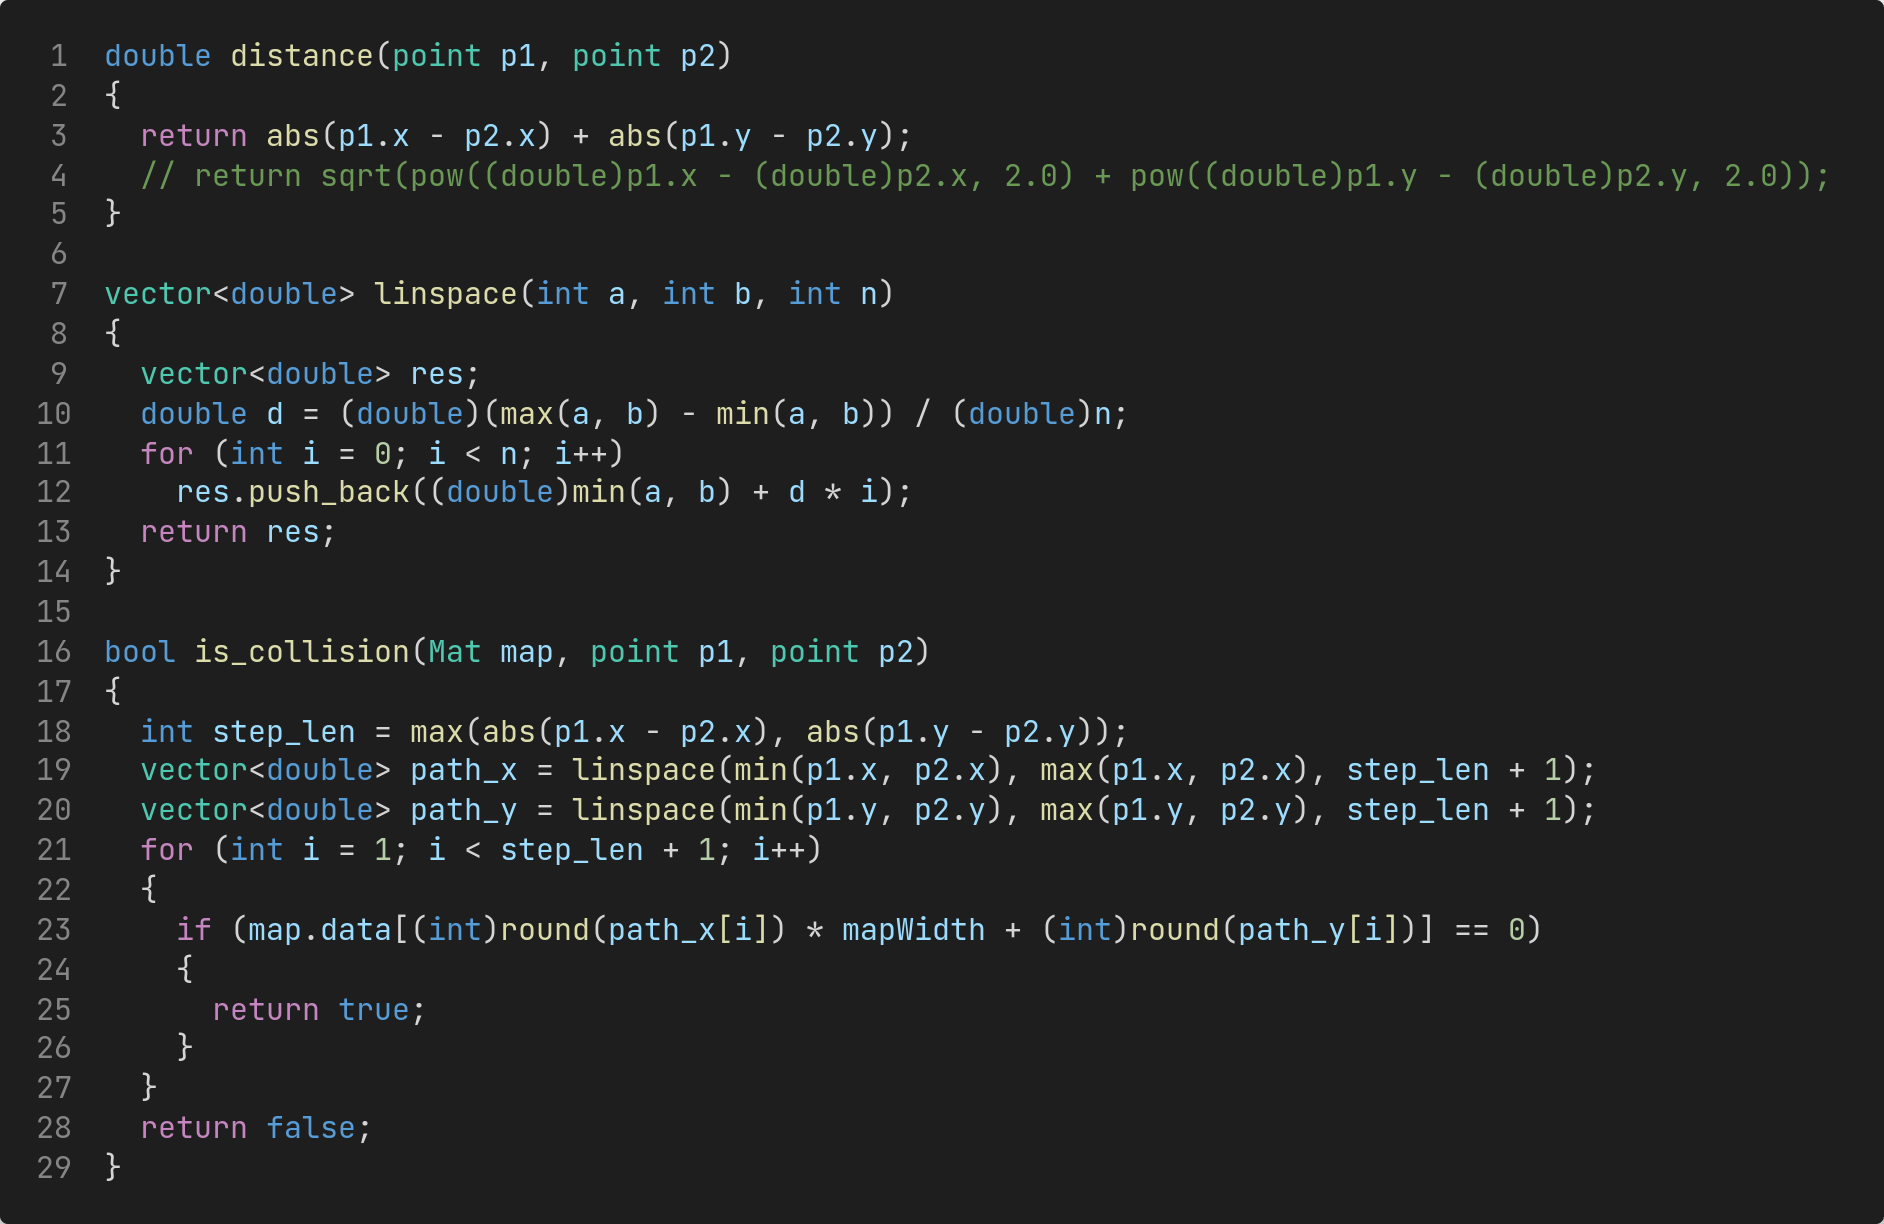 1 double distance(point p1, point p2)
2 {
3   return abs(p1.x - p2.x) + abs(p1.y - p2.y);
4   // return sqrt(pow((double)p1.x - (double)p2.x, 2.0) + pow((double)p1.y - (double)p2.y, 2.0));
5 }
6
7 vector<double> linspace(int a, int b, int n)
8 {
9   vector<double> res;
10   double d = (double)(max(a, b) - min(a, b)) / (double)n;
11   for (int i = 0; i < n; i++)
12     res.push_back((double)min(a, b) + d * i);
13   return res;
14 }
15
16 bool is_collision(Mat map, point p1, point p2)
17 {
18   int step_len = max(abs(p1.x - p2.x), abs(p1.y - p2.y));
19   vector<double> path_x = linspace(min(p1.x, p2.x), max(p1.x, p2.x), step_len + 1);
20   vector<double> path_y = linspace(min(p1.y, p2.y), max(p1.y, p2.y), step_len + 1);
21   for (int i = 1; i < step_len + 1; i++)
22   {
23     if (map.data[(int)round(path_x[i]) * mapWidth + (int)round(path_y[i])] == 0)
24     {
25       return true;
26     }
27   }
28   return false;
29 }